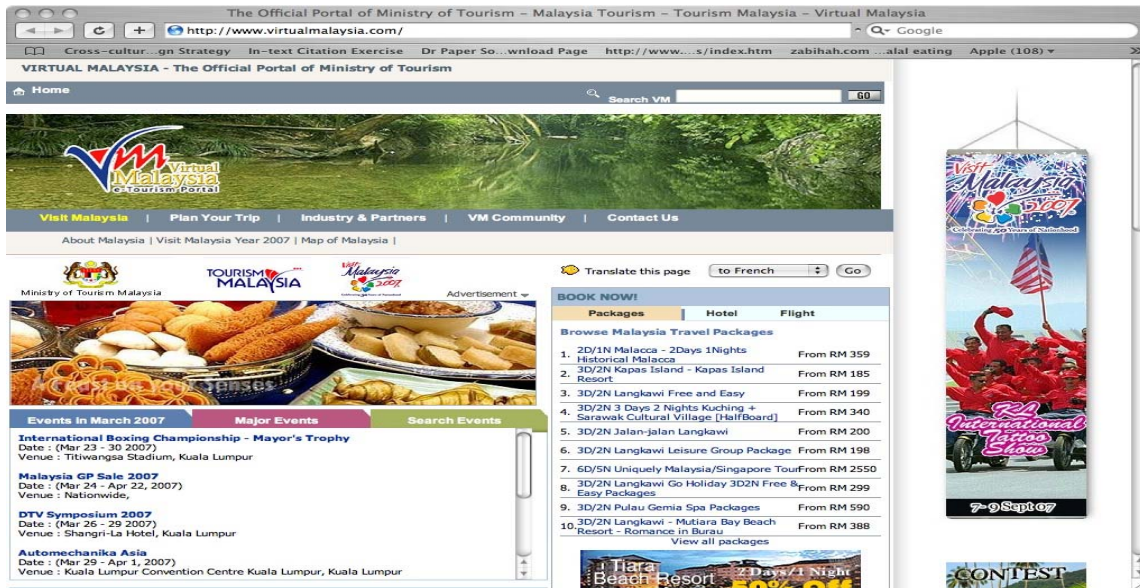 The Official Portal of Ministry of Tourism – Malaysia Tourism – Tourism Malaysia – Virtual Malaysia
http://www.virtualmalaysia.com/
Google
Cross-cultur...gn Strategy In-text Citation Exercise Dr Paper So...wnload Page http://www....s/index.htm zabihah.com ...alal eating Apple (108)
VIRTUAL MALAYSIA - The Official Portal of Ministry of Tourism
Home
Search VM
GO
Virtual
Malaysia
e-Tourism Portal
Visit Malaysia | Plan Your Trip | Industry & Partners | VM Community | Contact Us
About Malaysia | Visit Malaysia Year 2007 | Map of Malaysia |
Ministry of Tourism Malaysia
TOURISM
MALAYSIA
Visit
Malaysia
2007
Advertisement
Translate this page to French Go
A Feast on Your Senses
Events in March 2007 Major Events Search Events
International Boxing Championship - Mayor's Trophy
Date : (Mar 23 - 30 2007)
Venue : Titiwangsa Stadium, Kuala Lumpur
Malaysia GP Sale 2007
Date : (Mar 24 - Apr 22, 2007)
Venue : Nationwide,
DTV Symposium 2007
Date : (Mar 26 - 29 2007)
Venue : Shangri-La Hotel, Kuala Lumpur
Automechanika Asia
Date : (Mar 29 - Apr 1, 2007)
Venue : Kuala Lumpur Convention Centre Kuala Lumpur, Kuala Lumpur
BOOK NOW!
Packages Hotel Flight
Browse Malaysia Travel Packages
1. 2D/1N Malacca - 2Days 1Nights
Historical Malacca From RM 359
2. 3D/2N Kapas Island - Kapas Island
Resort From RM 185
3. 3D/2N Langkawi Free and Easy From RM 199
4. 3D/2N 3 Days 2 Nights Kuching +
Sarawak Cultural Village [HalfBoard] From RM 340
5. 3D/2N Jalan-jalan Langkawi From RM 200
6. 3D/2N Langkawi Leisure Group Package From RM 198
7. 6D/5N Uniquely Malaysia/Singapore Tour From RM 2550
8. 3D/2N Langkawi Go Holiday 3D2N Free &
Easy Packages From RM 299
9. 3D/2N Pulau Gemia Spa Packages From RM 590
10. 3D/2N Langkawi - Mutiara Bay Beach
Resort - Romance in Burau From RM 388
View all packages
Tiara
Beach Resort
2Days/1 Night
50% Off
Visit
Malaysia
2007
Celebrating 50 Years of Nationhood
KL
International
Tattoo
Show
7-9 Sept 07
CONTEST